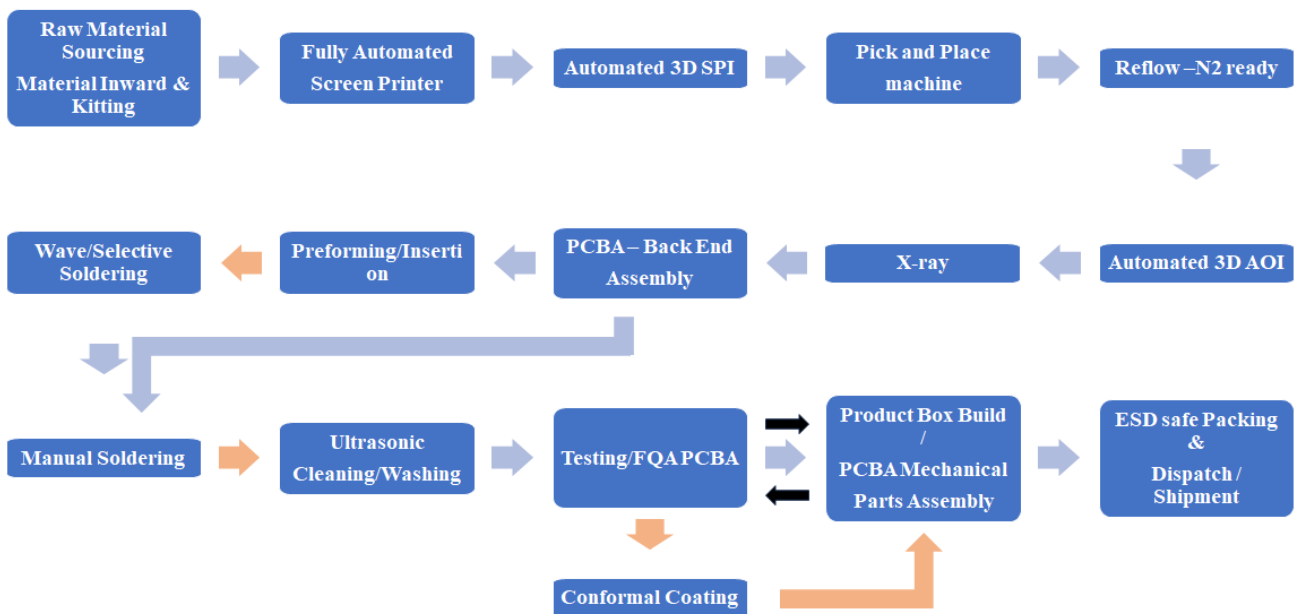 Raw Material
Sourcing
Material Inward &
Kitting
Fully Automated
Screen Printer
Automated 3D SPI
Pick and Place
machine
Reflow –N2 ready
Wave/Selective
Soldering
Preforming/Inserti
on
PCBA – Back End
Assembly
X-ray
Automated 3D AOI
Manual Soldering
Ultrasonic
Cleaning/Washing
Testing/FQA PCBA
Product Box Build
/
PCBA Mechanical
Parts Assembly
ESD safe Packing
&
Dispatch /
Shipment
Conformal Coating